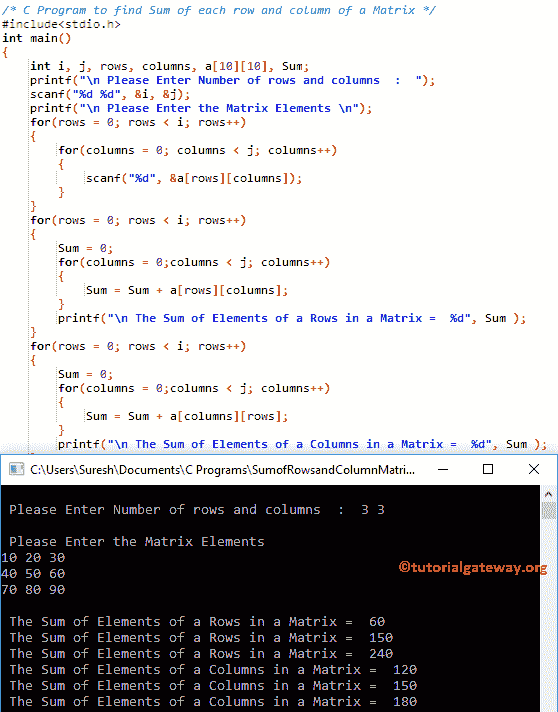 /* C Program to find Sum of each row and column of a Matrix */
#include<stdio.h>
int main()
{
    int i, j, rows, columns, a[10][10], Sum;
    printf("\n Please Enter Number of rows and columns  :  ");
    scanf("%d %d", &i, &j);
    printf("\n Please Enter the Matrix Elements \n");
    for(rows = 0; rows < i; rows++)
    {
        for(columns = 0; columns < j; columns++)
        {
            scanf("%d", &a[rows][columns]);
        }
    }
    for(rows = 0; rows < i; rows++)
    {
        Sum = 0;
        for(columns = 0;columns < j; columns++)
        {
            Sum = Sum + a[rows][columns];
        }
        printf("\n The Sum of Elements of a Rows in a Matrix =  %d", Sum );
    }
    for(rows = 0; rows < i; rows++)
    {
        Sum = 0;
        for(columns = 0;columns < j; columns++)
        {
            Sum = Sum + a[columns][rows];
        }
        printf("\n The Sum of Elements of a Columns in a Matrix =  %d", Sum );
C:\Users\Suresh\Documents\C Programs\SumofRowsandColumnMatri...
Please Enter Number of rows and columns  :  3 3
Please Enter the Matrix Elements
10 20 30
40 50 60
©tutorialgateway.org
70 80 90
The Sum of Elements of a Rows in a Matrix =  60
The Sum of Elements of a Rows in a Matrix =  150
The Sum of Elements of a Rows in a Matrix =  240
The Sum of Elements of a Columns in a Matrix =  120
The Sum of Elements of a Columns in a Matrix =  150
The Sum of Elements of a Columns in a Matrix =  180